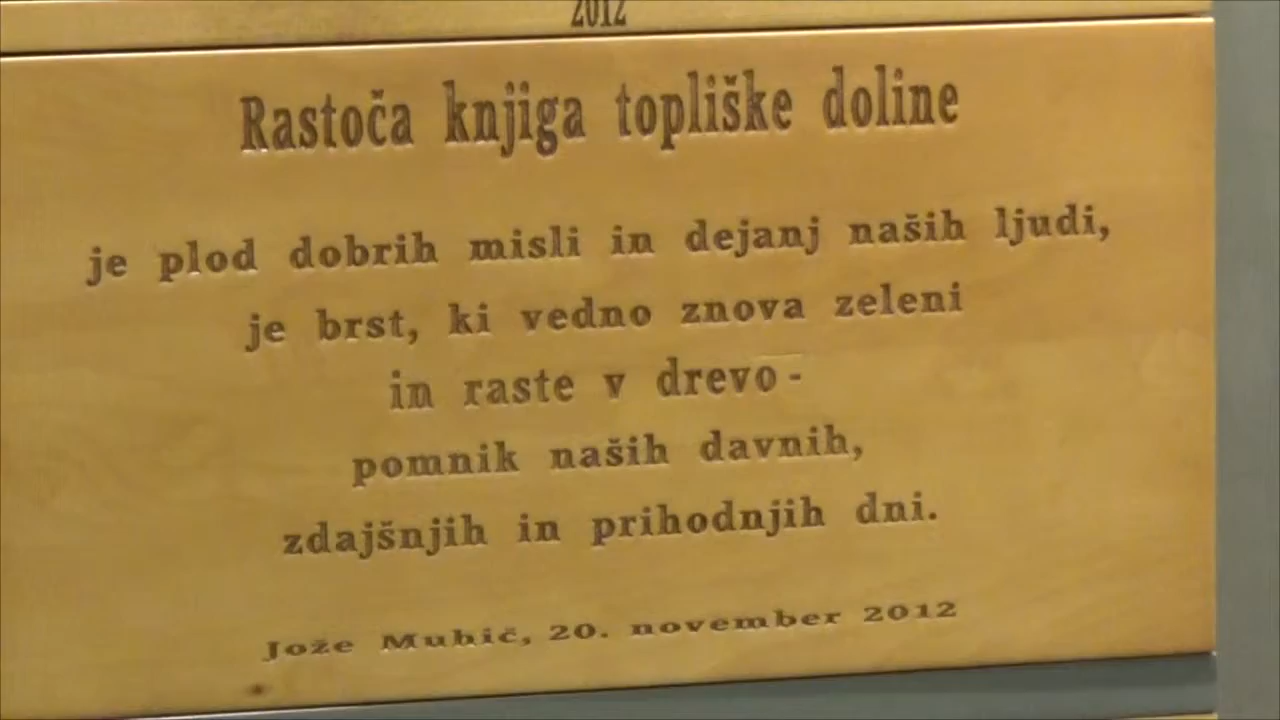 2012
Rastoča knjiga topliške doline
je plod dobrih misli in dejanj naših ljudi,
je brst, ki vedno znova zeleni
in raste v drevo -
pomnik naših davnih,
zdajšnjih in prihodnjih dni.
Jože Muhič, 20. november 2012